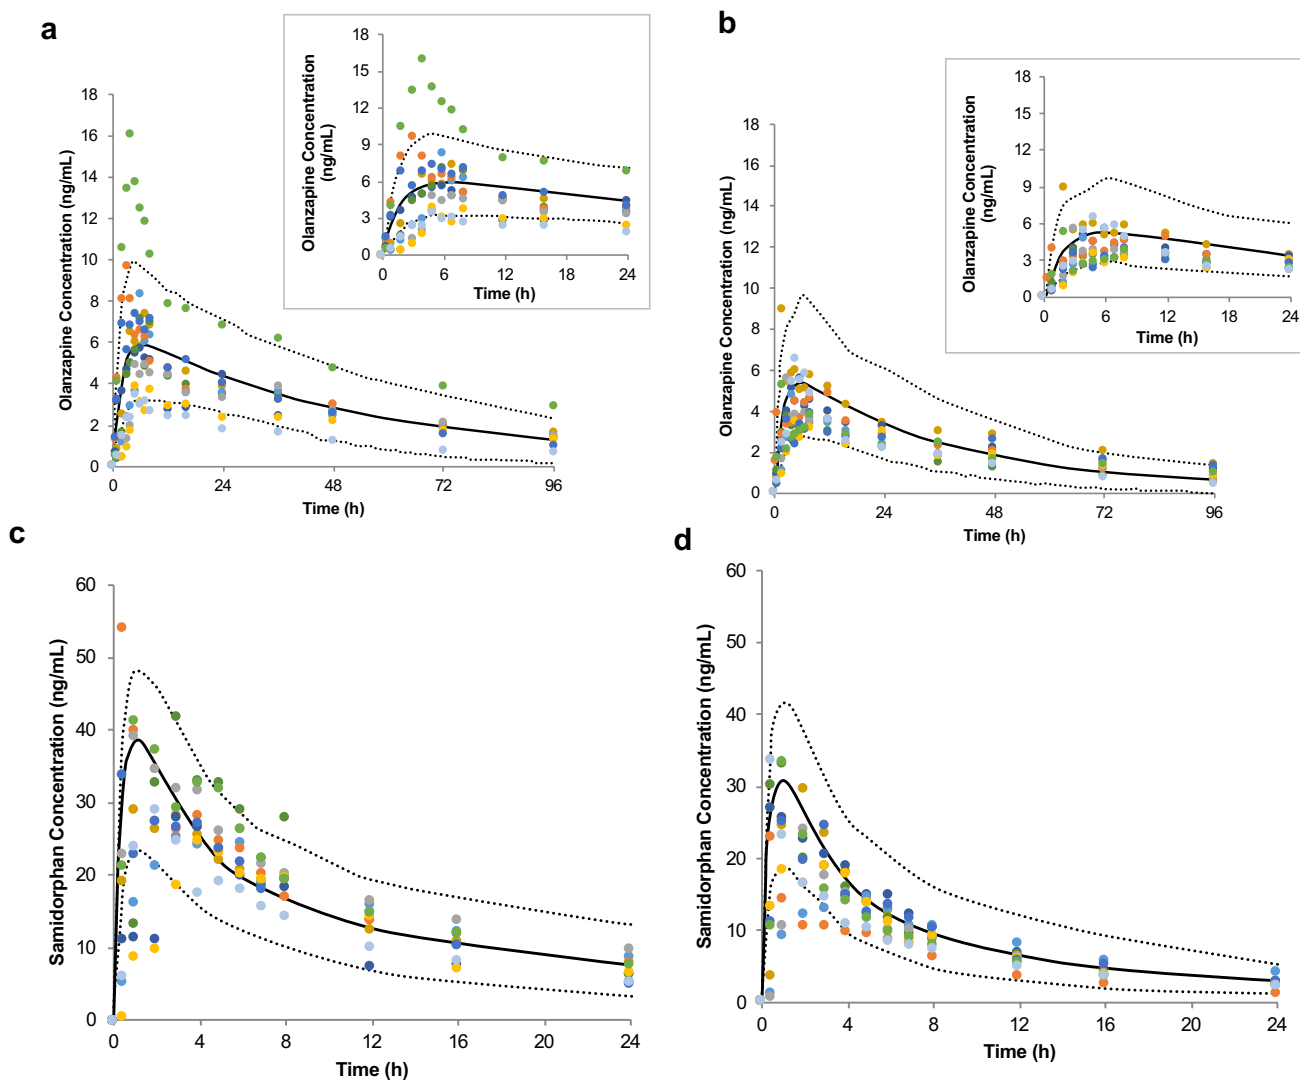 a
Olanzapine Concentration (ng/mL)
18
16
14
12
10
8
6
4
2
0
0 24 48 72 96
Time (h)
Olanzapine Concentration
(ng/mL)
18
15
12
9
6
3
0
0 6 12 18 24
Time (h)
b
Olanzapine Concentration (ng/mL)
18
16
14
12
10
8
6
4
2
0
0 24 48 72 96
Time (h)
Olanzapine Concentration
(ng/mL)
18
15
12
9
6
3
0
0 6 12 18 24
Time (h)
c
Samidorphan Concentration (ng/mL)
60
50
40
30
20
10
0
0 4 8 12 16 20 24
Time (h)
d
Samidorphan Concentration (ng/mL)
60
50
40
30
20
10
0
0 4 8 12 16 20 24
Time (h)